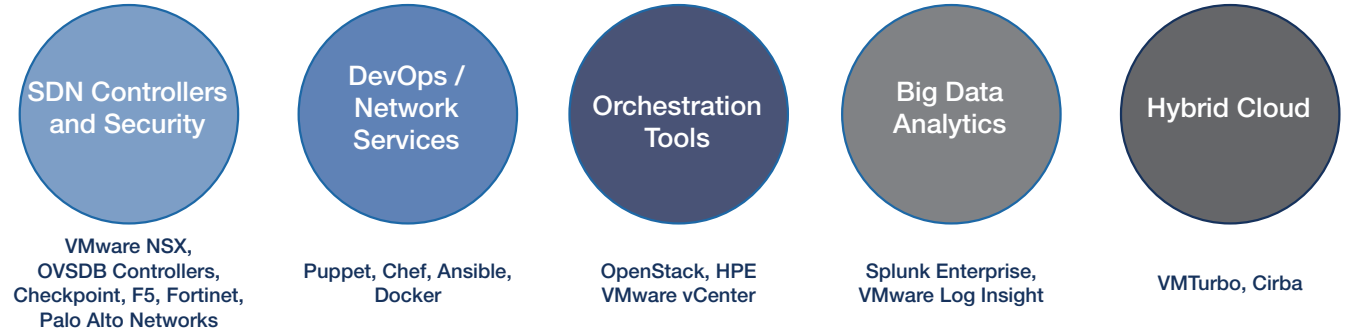 SDN Controllers
and Security
VMware NSX,
OVSDB Controllers,
Checkpoint, F5, Fortinet,
Palo Alto Networks
DevOps /
Network
Services
Puppet, Chef, Ansible,
Docker
Orchestration
Tools
OpenStack, HPE
VMware vCenter
Big Data
Analytics
Splunk Enterprise,
VMware Log Insight
Hybrid Cloud
VMTurbo, Cirba